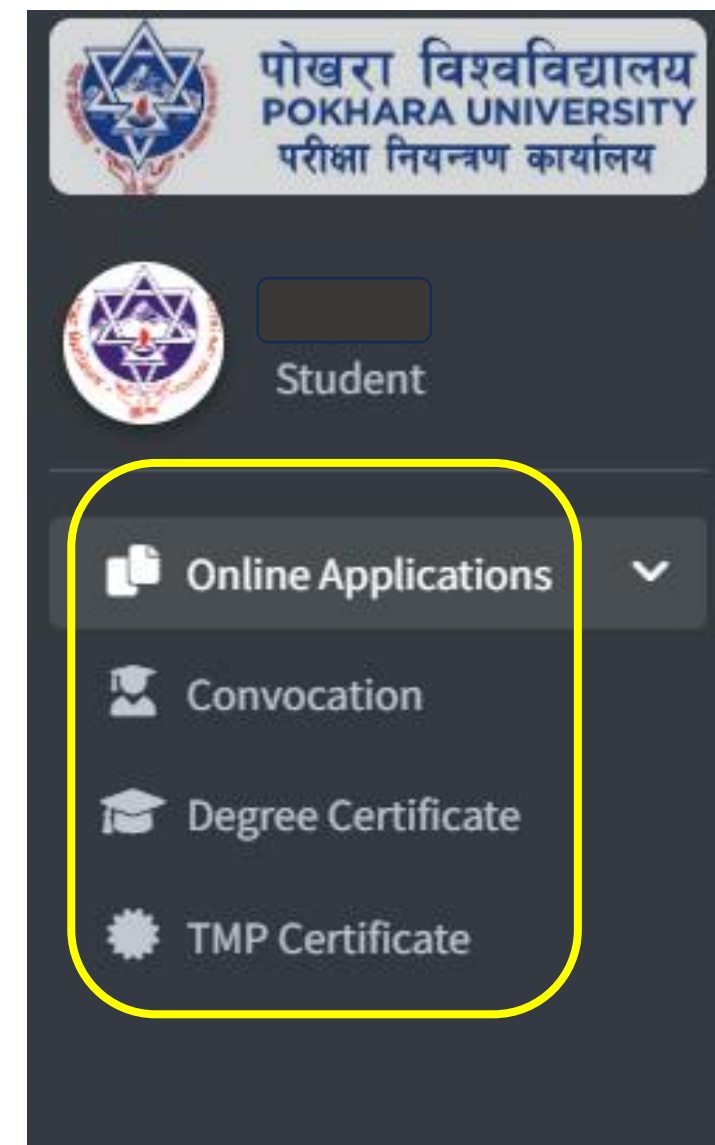 पोखरा विश्वविद्यालय
POKHARA UNIVERSITY
परीक्षा नियन्त्रण कार्यालय
Student
Online Applications
Convocation
Degree Certificate
TMP Certificate